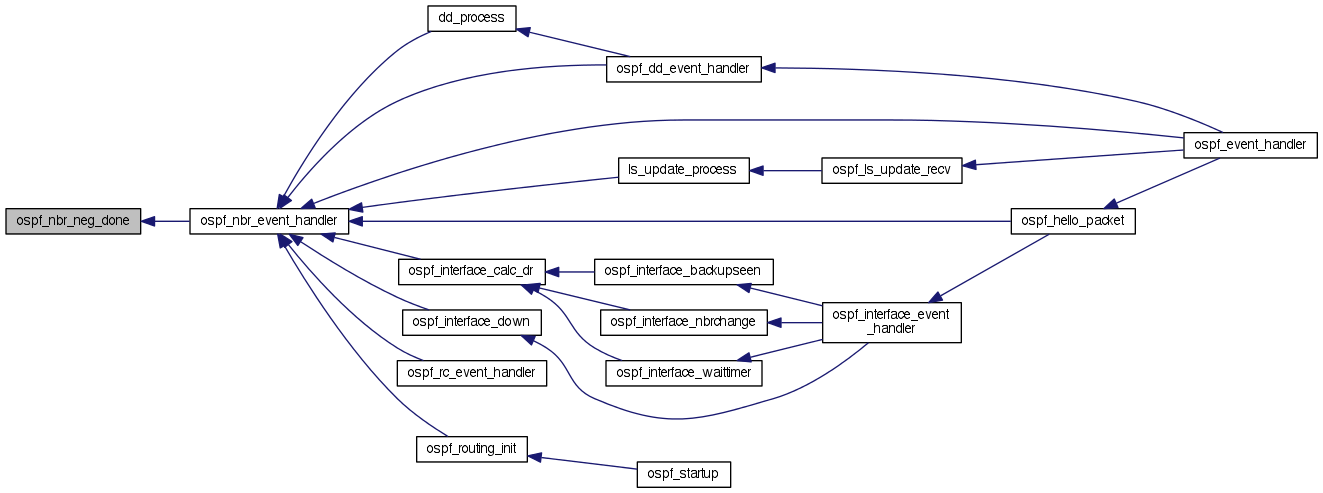 dd_process
ospf_dd_event_handler
ospf_event_handler
ls_update_process
ospf_ls_update_recv
ospf_nbr_neg_done
ospf_nbr_event_handler
ospf_hello_packet
ospf_interface_calc_dr
ospf_interface_backupseen
ospf_interface_down
ospf_interface_nbrchange
ospf_interface_event
_handler
ospf_rc_event_handler
ospf_interface_waittimer
ospf_routing_init
ospf_startup